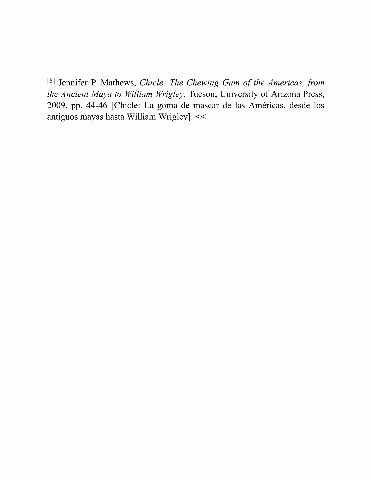 [6] Jennifer P. Mathews, Chicle: The Chewing Gum of the Americas, from
the Ancient Maya to William Wrigley, Tucson, University of Arizona Press,
2009, pp. 44-46 [Chicle: La goma de mascar de las Américas, desde los
antiguos mayas hasta William Wrigley]. <<